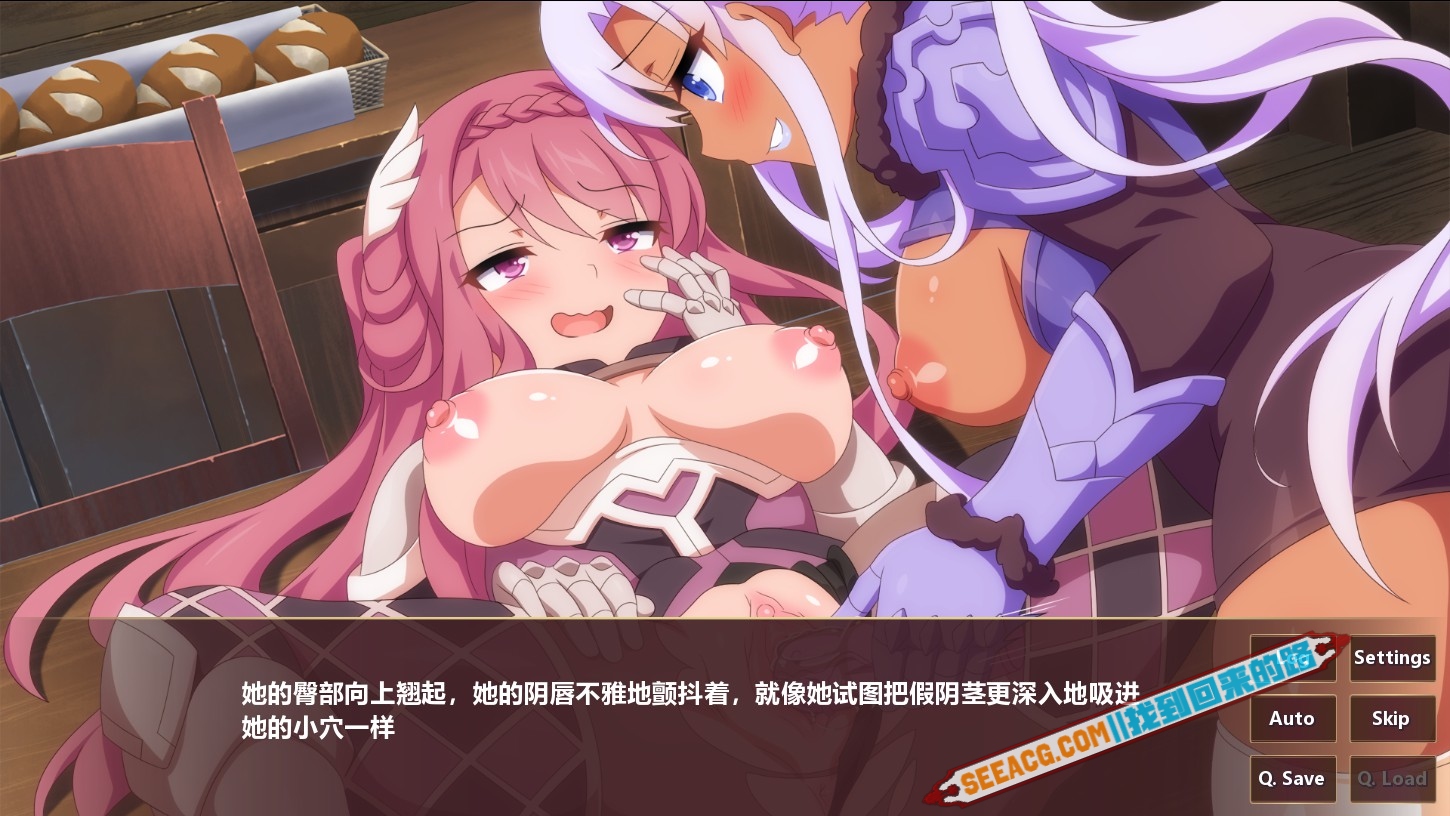 她的臀部向上翘起，她的阴唇不雅地颤抖着，就像她试图把假阴茎更深入地吸进
她的小穴一样
Settings
Auto
Skip
SEEACG.COM||找到回来的路
Q. Save
Q. Load